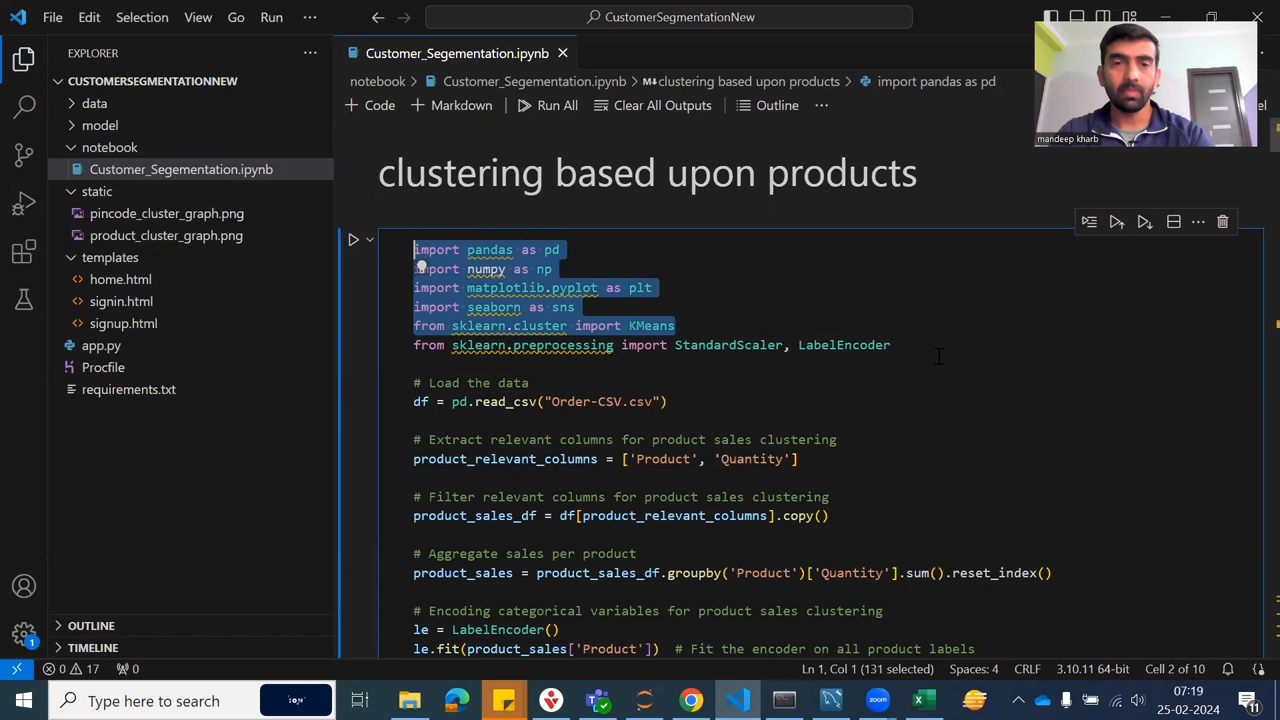 File Edit Selection View Go Run ···
CustomerSegmentationNew
EXPLORER ···
CUSTOMERSEGMENTATIONNEW
data
model
notebook
Customer_Segementation.ipynb
static
pincode_cluster_graph.png
product_cluster_graph.png
templates
home.html
signin.html
signup.html
app.py
Procfile
requirements.txt
OUTLINE
TIMELINE
Customer_Segementation.ipynb
notebook > Customer_Segementation.ipynb > M↓clustering based upon products > import pandas as pd
+ Code + Markdown Run All Clear All Outputs Outline ···
mandeep kharb
clustering based upon products
import pandas as pd
import numpy as np
import matplotlib.pyplot as plt
import seaborn as sns
from sklearn.cluster import KMeans
from sklearn.preprocessing import StandardScaler, LabelEncoder
# Load the data
df = pd.read_csv("Order-CSV.csv")
# Extract relevant columns for product sales clustering
product_relevant_columns = ['Product', 'Quantity']
# Filter relevant columns for product sales clustering
product_sales_df = df[product_relevant_columns].copy()
# Aggregate sales per product
product_sales = product_sales_df.groupby('Product')['Quantity'].sum().reset_index()
# Encoding categorical variables for product sales clustering
le = LabelEncoder()
le.fit(product_sales['Product']) # Fit the encoder on all product labels
0 17 0 Ln 1, Col 1 (131 selected) Spaces: 4 CRLF 3.10.11 64-bit Cell 2 of 10
1
Type here to search
07:19
25-02-2024
11